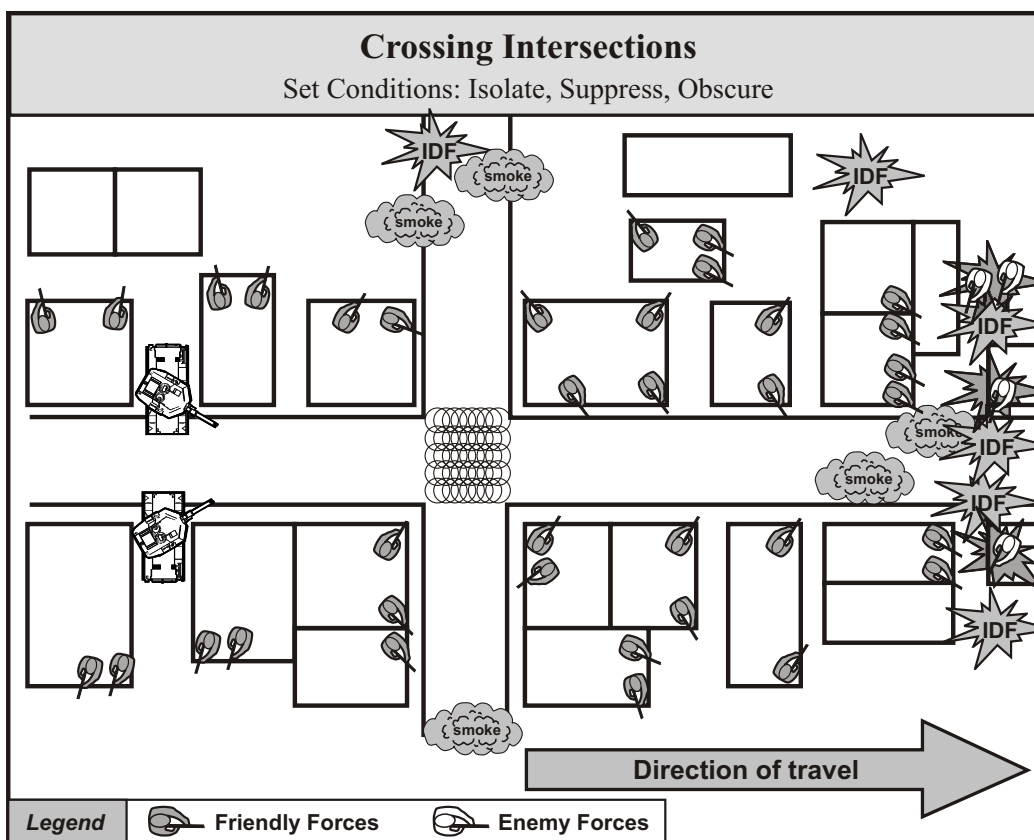 Crossing Intersections
Set Conditions: Isolate, Suppress, Obscure
IDF
smoke
IDF
smoke
IDF
smoke
IDF
smoke
IDF
IDF
smoke
Direction of travel
Legend
Friendly Forces
Enemy Forces